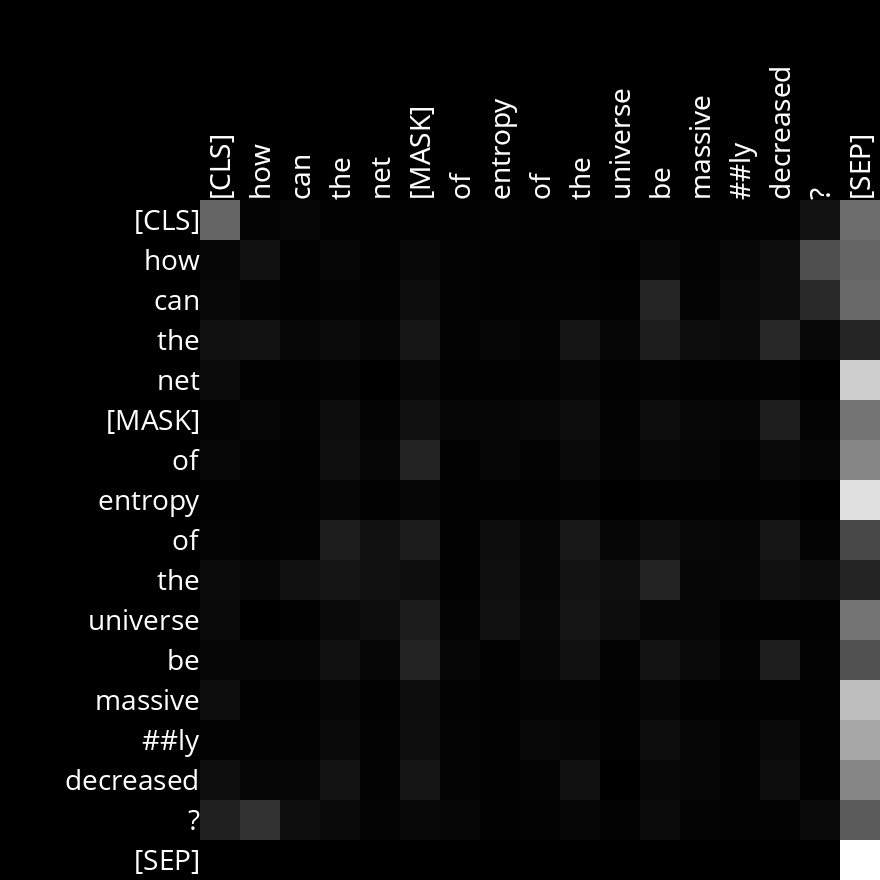 [CLS] how can the net [MASK] of entropy of the universe be massive ##ly decreased ? [SEP]
[CLS]
how
can
the
net
[MASK]
of
entropy
of
the
universe
be
massive
##ly
decreased
?
[SEP]